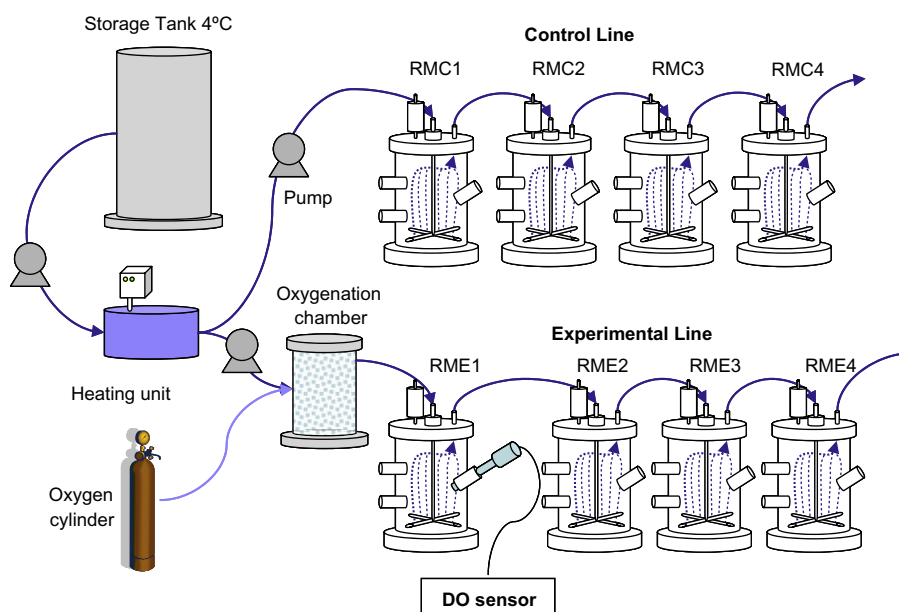 Storage Tank 4ºC
Control Line
RMC1
RMC2
RMC3
RMC4
Pump
Oxygenation
chamber
Experimental Line
RME1
RME2
RME3
RME4
Heating unit
Oxygen
cylinder
DO sensor